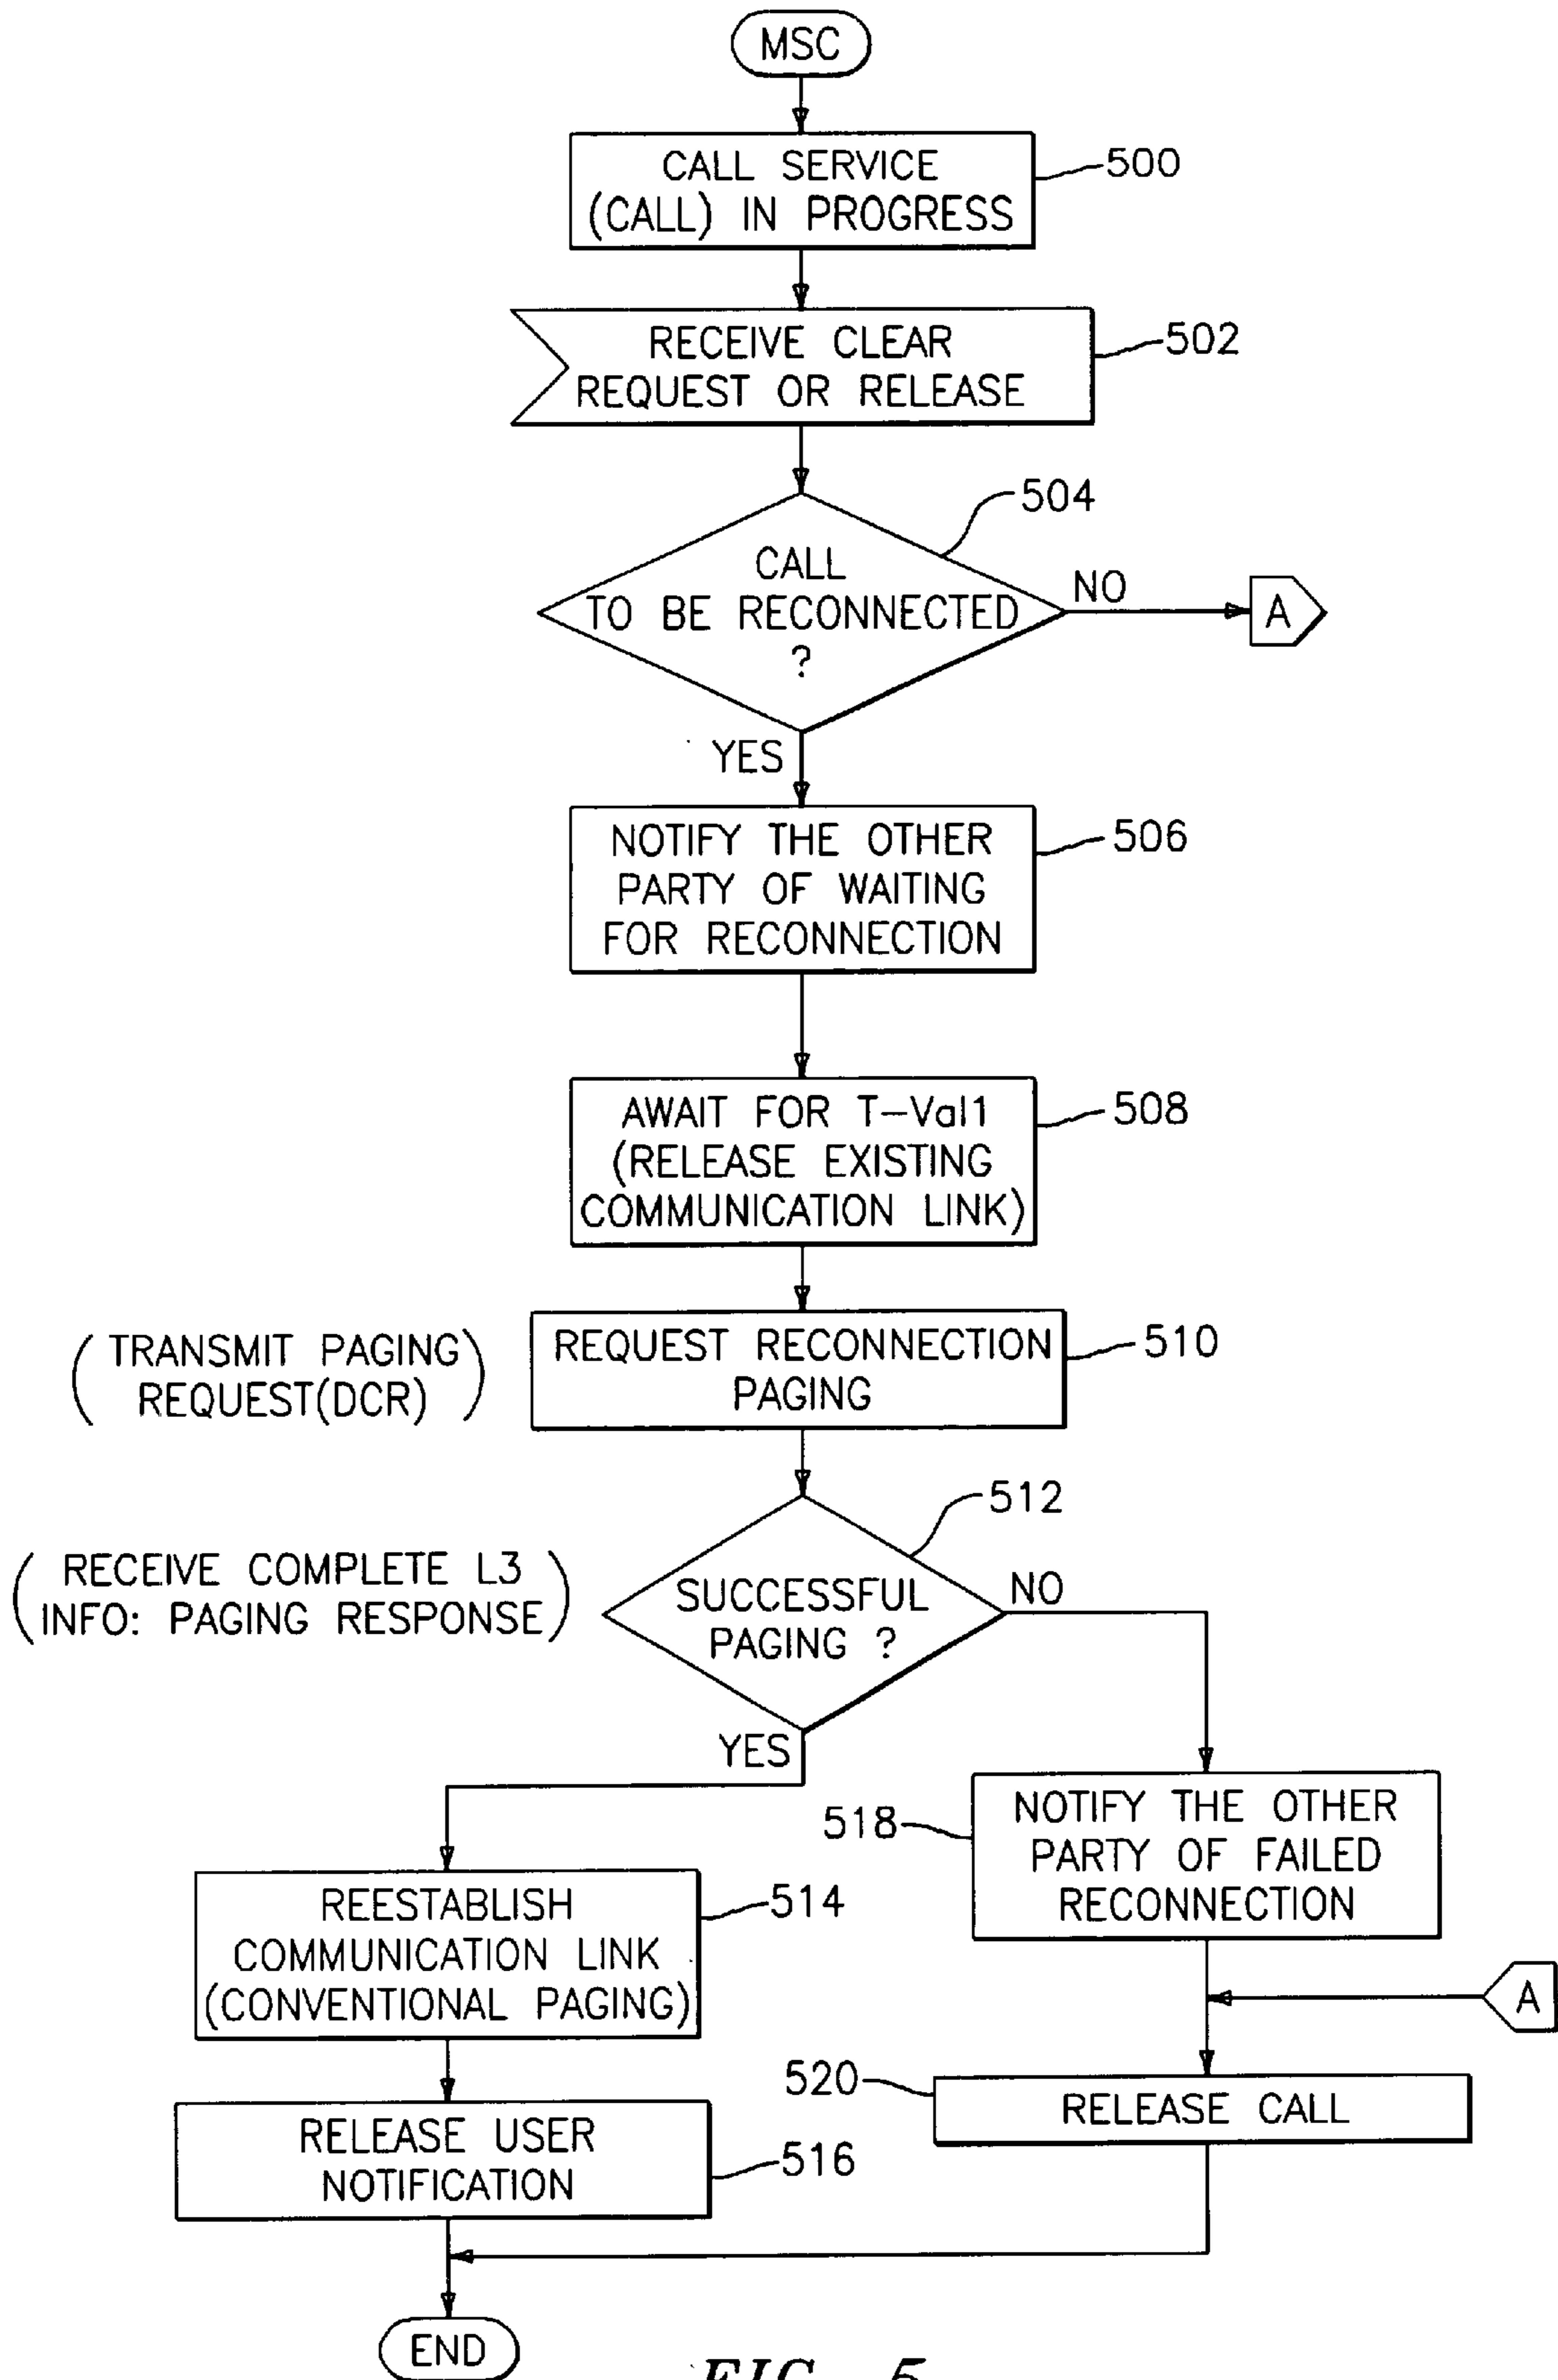 MSC
CALL SERVICE
(CALL) IN PROGRESS
500
RECEIVE CLEAR
REQUEST OR RELEASE
502
504
CALL
TO BE RECONNECTED
?
NO
A
YES
NOTIFY THE OTHER
PARTY OF WAITING
FOR RECONNECTION
506
AWAIT FOR T-Val1
(RELEASE EXISTING
COMMUNICATION LINK)
508
(TRANSMIT PAGING
REQUEST(DCR))
REQUEST RECONNECTION
PAGING
510
512
(RECEIVE COMPLETE L3
INFO: PAGING RESPONSE)
SUCCESSFUL
PAGING ?
NO
YES
518
NOTIFY THE OTHER
PARTY OF FAILED
RECONNECTION
REESTABLISH
COMMUNICATION LINK
(CONVENTIONAL PAGING)
514
A
520
RELEASE CALL
RELEASE USER
NOTIFICATION
516
END
FIG. 5